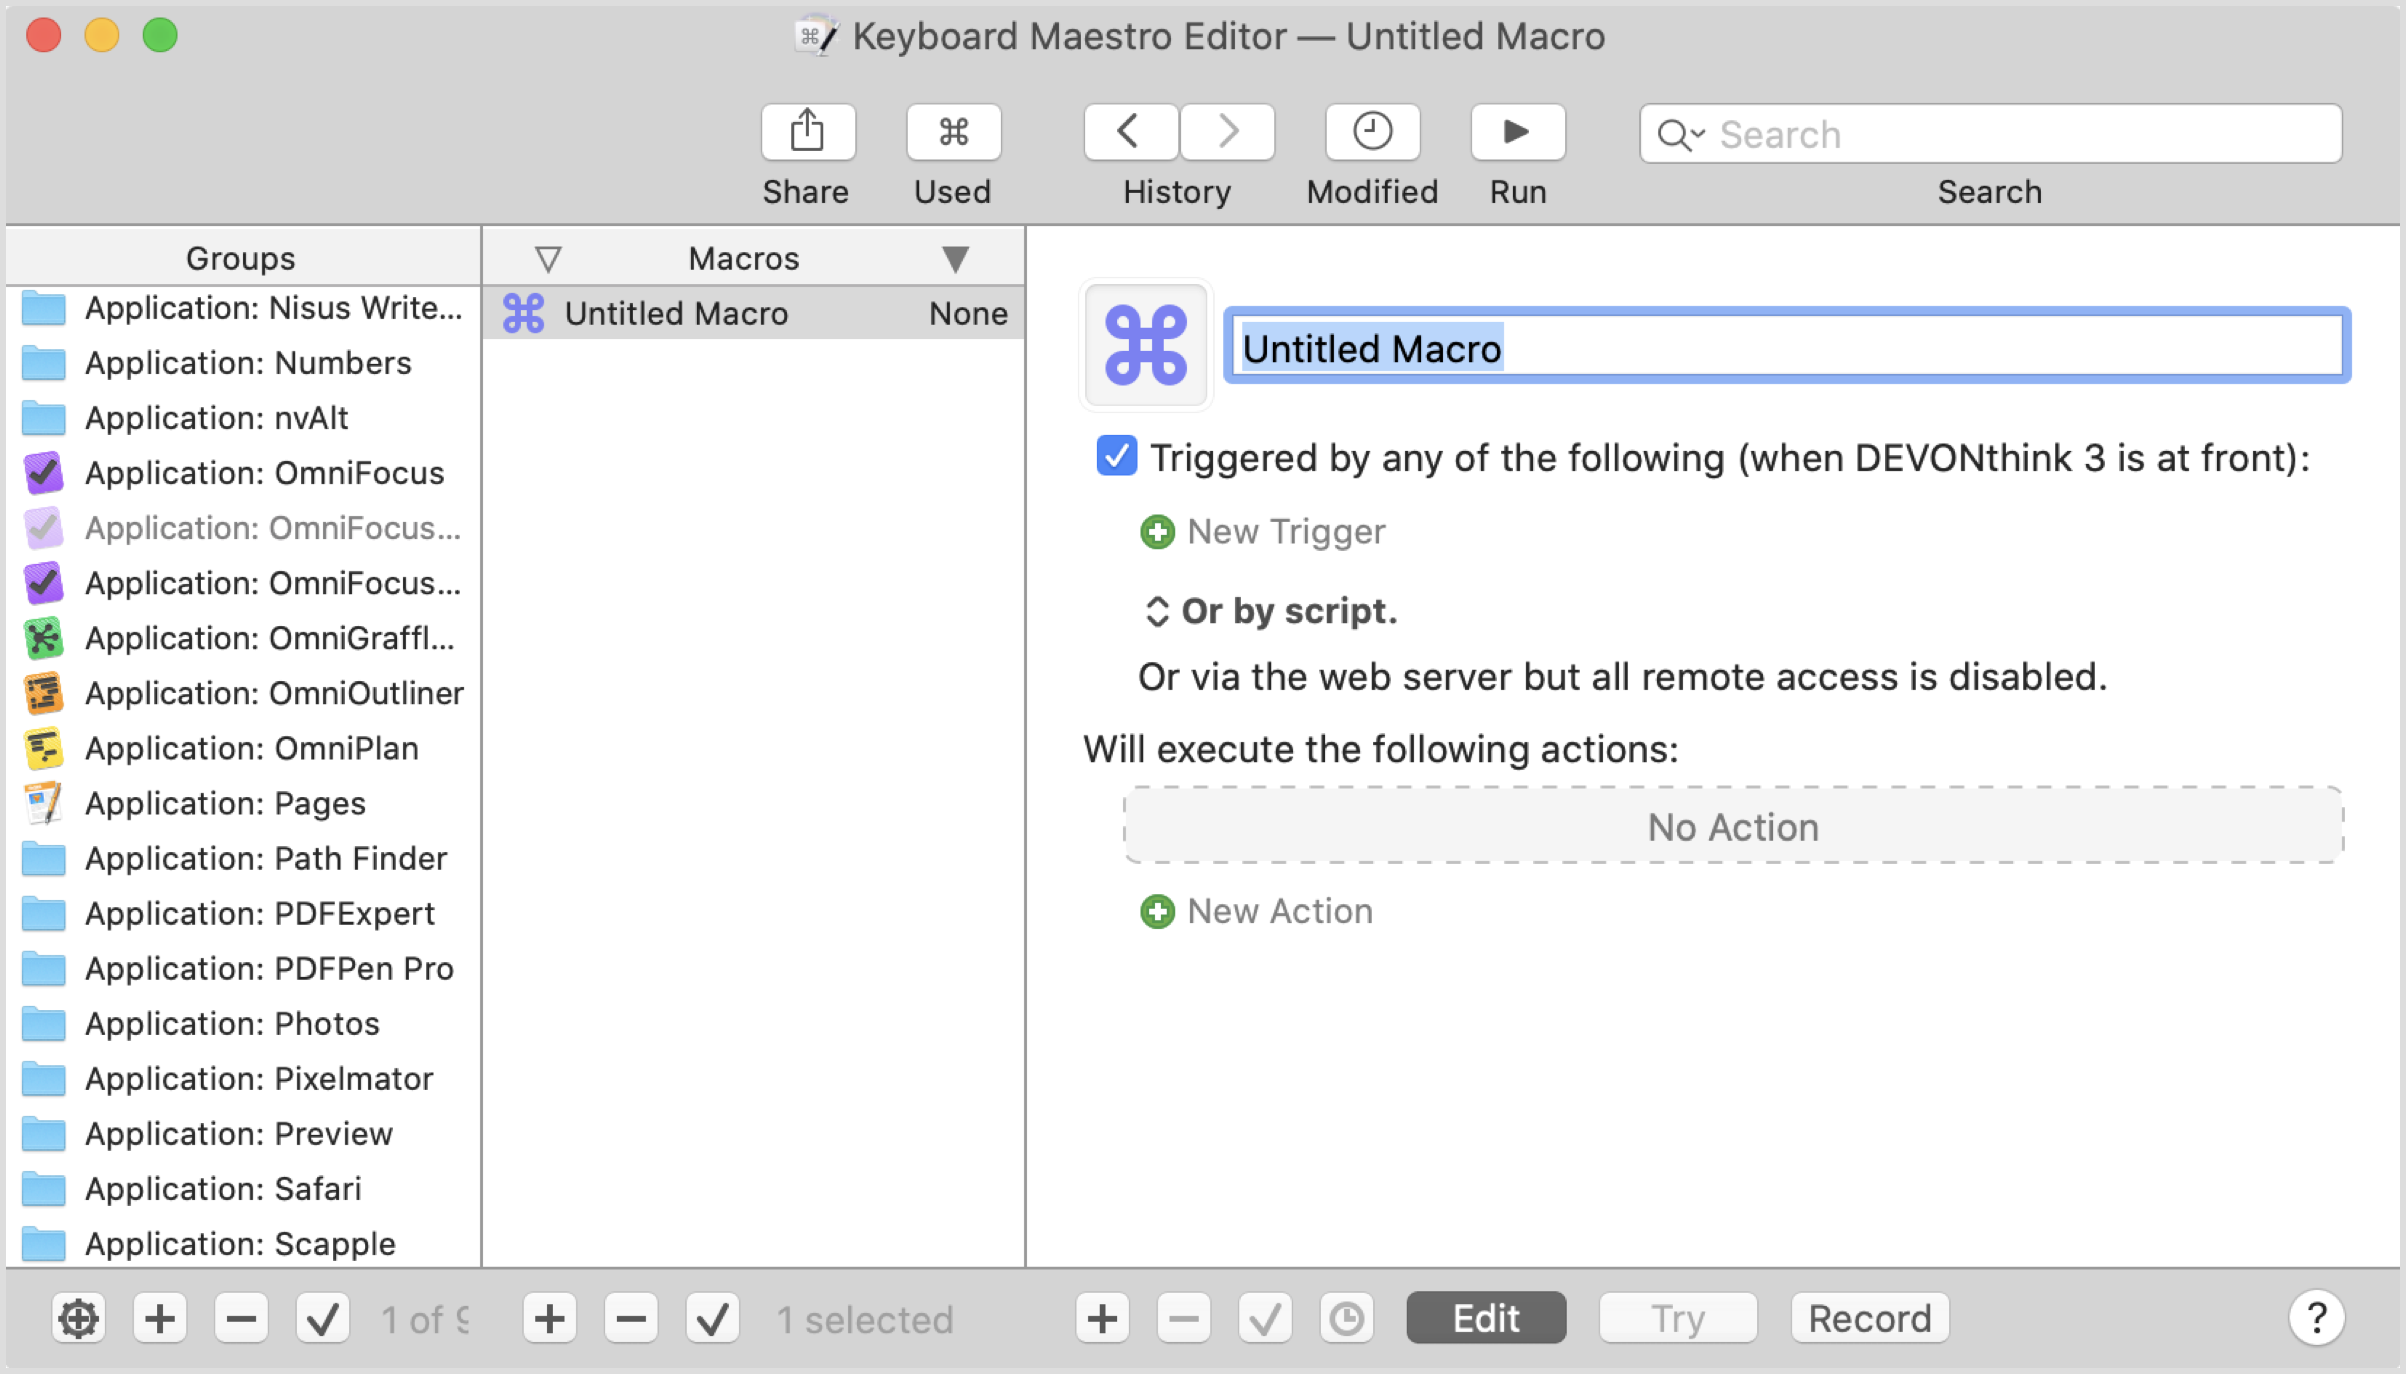 Keyboard Maestro Editor — Untitled Macro
Share
Used
History
Modified
Run
Search
Search
Groups
Application: Nisus Write...
Application: Numbers
Application: nvAlt
Application: OmniFocus
Application: OmniFocus...
Application: OmniFocus...
Application: OmniGraffl...
Application: OmniOutliner
Application: OmniPlan
Application: Pages
Application: Path Finder
Application: PDFExpert
Application: PDFPen Pro
Application: Photos
Application: Pixelmator
Application: Preview
Application: Safari
Application: Scapple
Macros
Untitled Macro None
Untitled Macro
Triggered by any of the following (when DEVONthink 3 is at front):
New Trigger
Or by script.
Or via the web server but all remote access is disabled.
Will execute the following actions:
No Action
New Action
1 of
1 selected
Edit
Try
Record
?